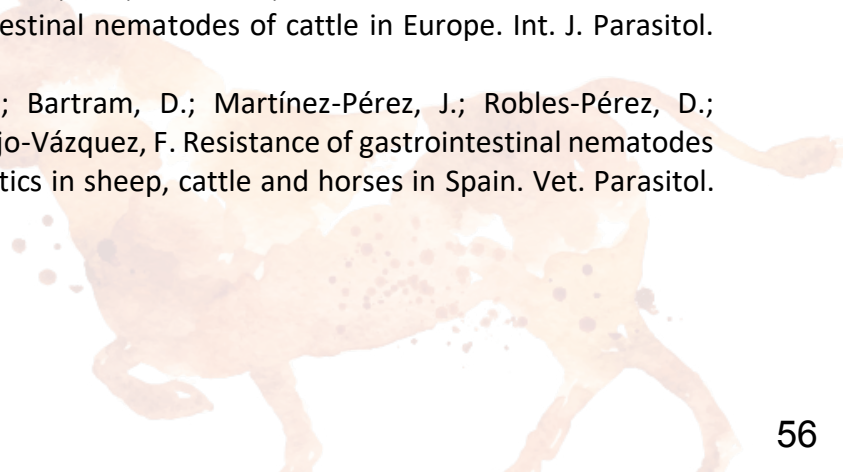 estinal nematodes of cattle in Europe. Int. J. Parasitol.
; Bartram, D.; Martínez-Pérez, J.; Robles-Pérez, D.;
jo-Vázquez, F. Resistance of gastrointestinal nematodes
tics in sheep, cattle and horses in Spain. Vet. Parasitol.
56